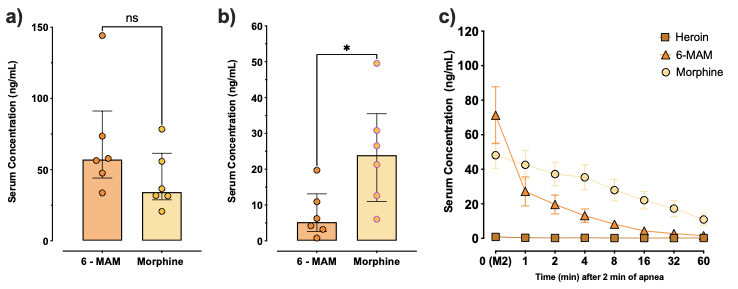 a)
ns
Serum Concentration (ng/mL)
150
100
50
0
6 - MAM
Morphine
b)
*
Serum Concentration (ng/mL)
60
50
40
30
20
10
0
6 - MAM
Morphine
c)
Heroin
6-MAM
Morphine
Serum Concentration (ng/mL)
120
100
80
60
40
20
0
0 (M2) 1 2 4 8 16 32 60
Time (min) after 2 min of apnea